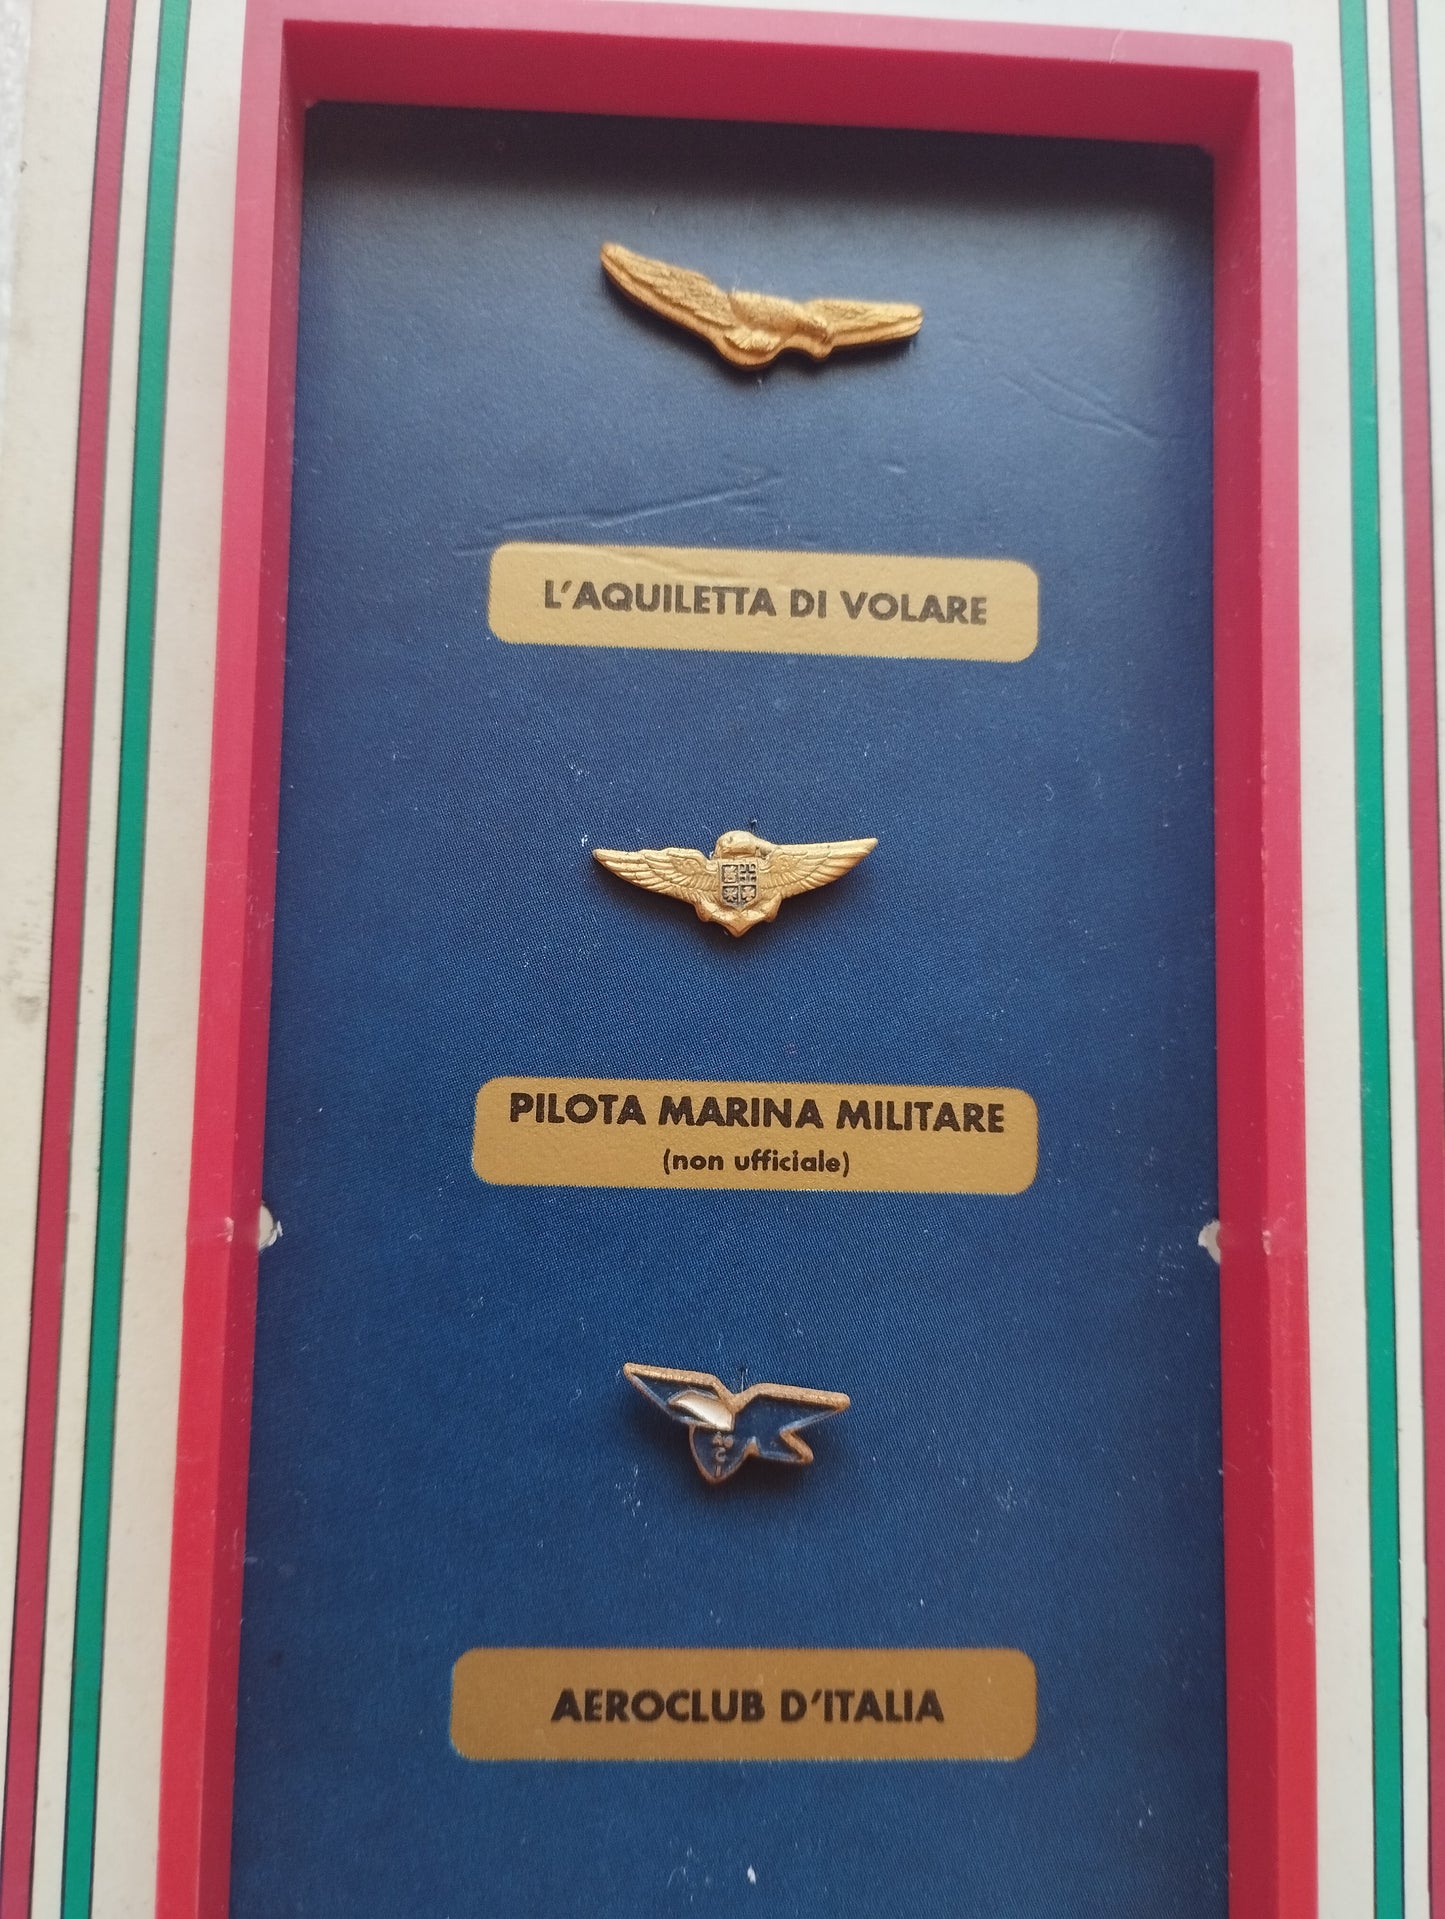 L'AQUILETTA DI VOLARE
PILOTA MARINA MILITARE
(non ufficiale)
AEROCLUB D'ITALIA